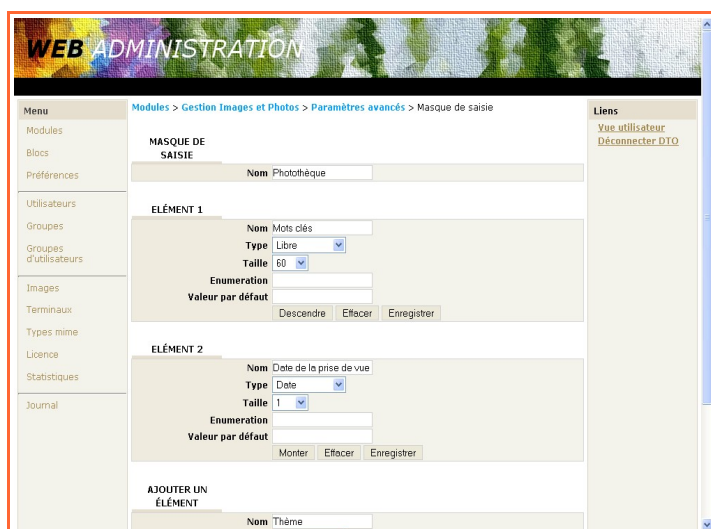 WEB ADMINISTRATION
Menu
Modules
Blocs
Préférences
Utilisateurs
Groupes
Groupes
d'utilisateurs
Images
Terminaux
Types mime
Licence
Statistiques
Journal
Modules > Gestion Images et Photos > Paramètres avancés > Masque de saisie
MASQUE DE
SAISIE
Nom Photothèque
ELÉMENT 1
Nom Mots clés
Type Libre
Taille 60
Enumeration
Valeur par défaut
Descendre Effacer Enregistrer
ELÉMENT 2
Nom Date de la prise de vue
Type Date
Taille 1
Enumeration
Valeur par défaut
Monter Effacer Enregistrer
AJOUTER UN
ÉLÉMENT
Nom Thème
Liens
Vue utilisateur
Déconnecter DTO